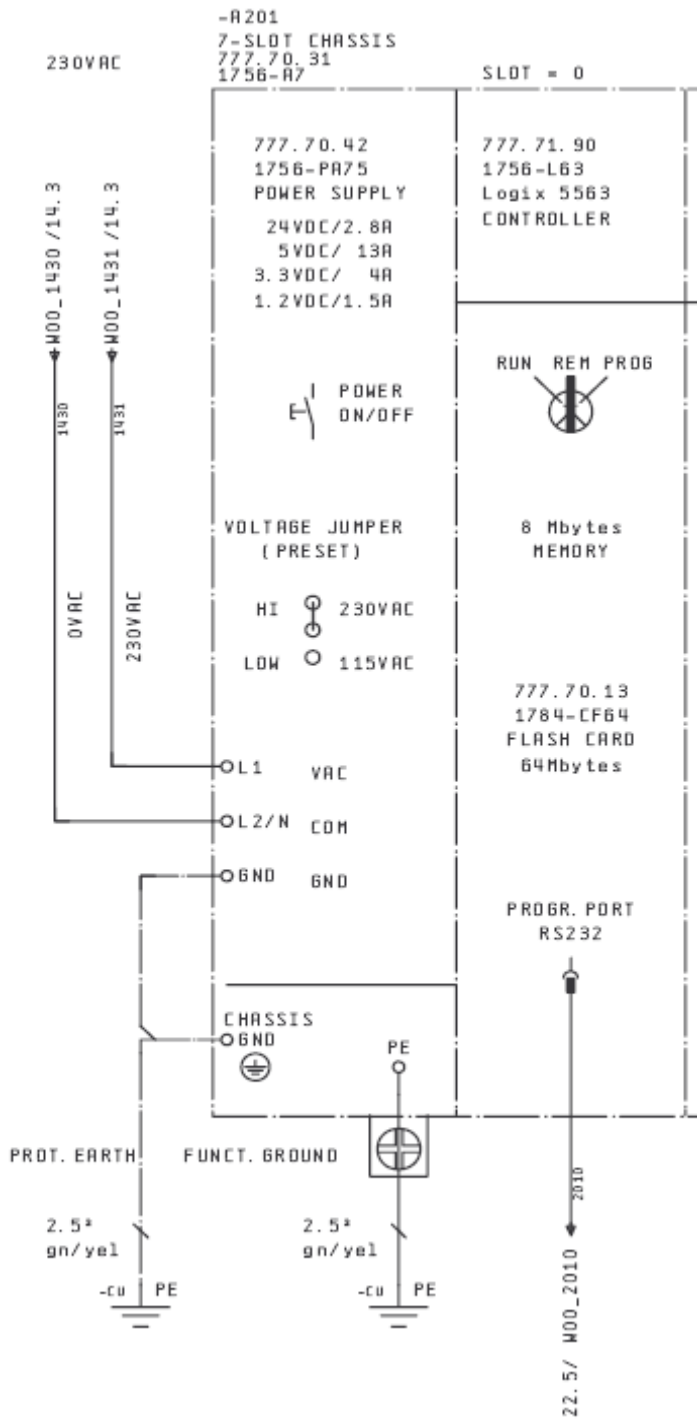 -A201
7-SLOT CHASSIS
777.70.31
1756-A7
230VAC
SLOT = 0
777.70.42
1756-PA75
POWER SUPPLY
24VDC/2.8A
5VDC/ 13A
3.3VDC/ 4A
1.2VDC/1.5A
777.71.90
1756-L63
Logix 5563
CONTROLLER
W00_1430 /14.3
W00_1431 /14.3
RUN REM PROG
POWER
ON/OFF
1430
1431
VOLTAGE JUMPER
(PRESET)
8 Mbytes
MEMORY
HI 230VAC
LOW 115VAC
0VAC
230VAC
777.70.13
1784-CF64
FLASH CARD
64Mbytes
L1 VAC
L2/N COM
GND GND
PROGR. PORT
RS232
CHASSIS
GND
PE
PROT. EARTH
FUNCT. GROUND
2010
2.5²
gn/yel
2.5²
gn/yel
-CU PE
-CU PE
22.5/ W00_2010